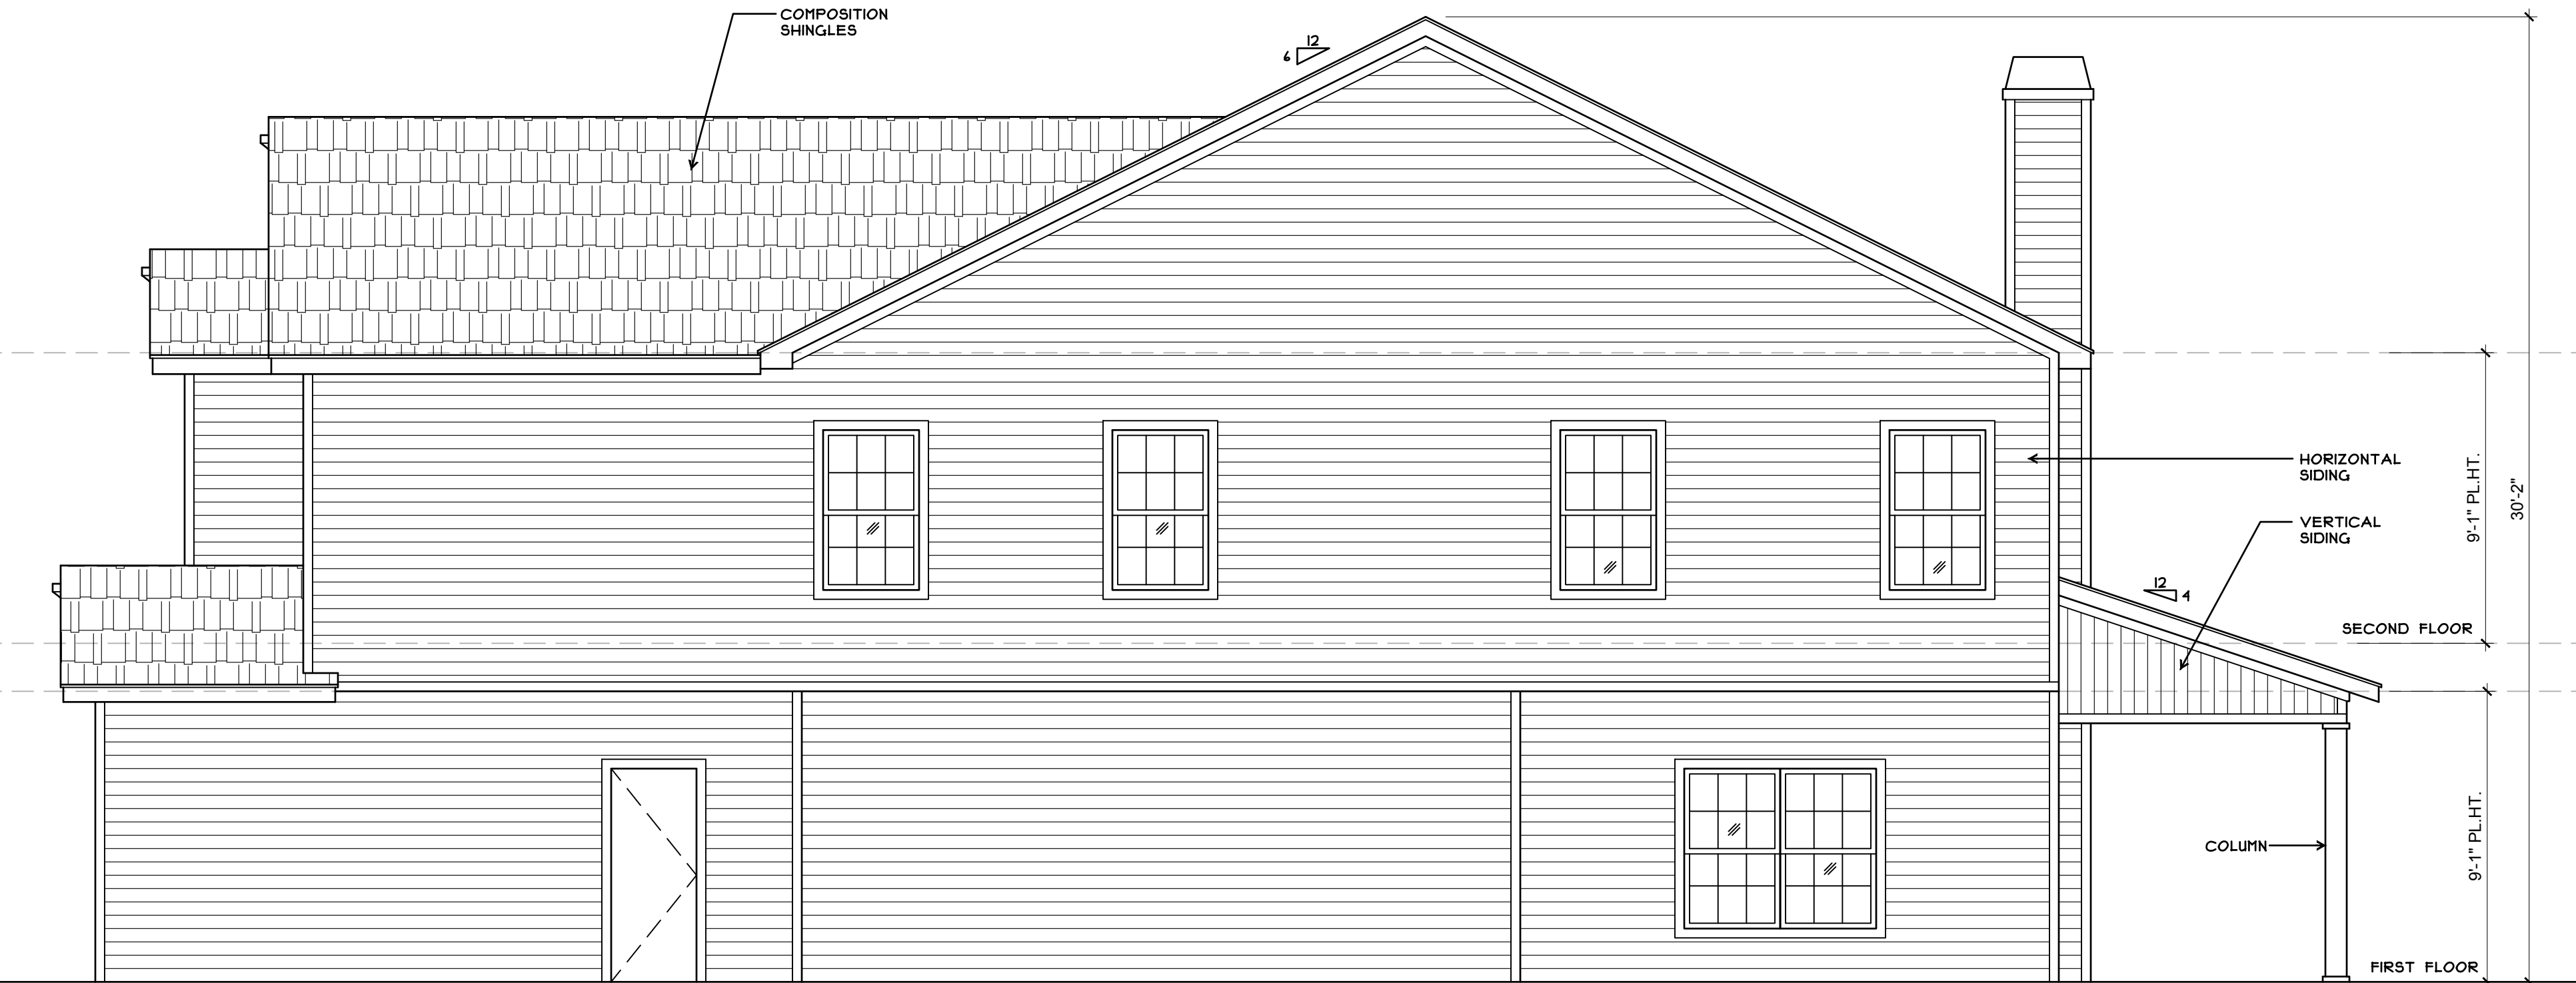 COMPOSITION
SHINGLES
12
6
HORIZONTAL
SIDING
9'-1" PL.HT.
30'-2"
VERTICAL
SIDING
12
4
SECOND FLOOR
COLUMN
9'-1" PL.HT.
FIRST FLOOR